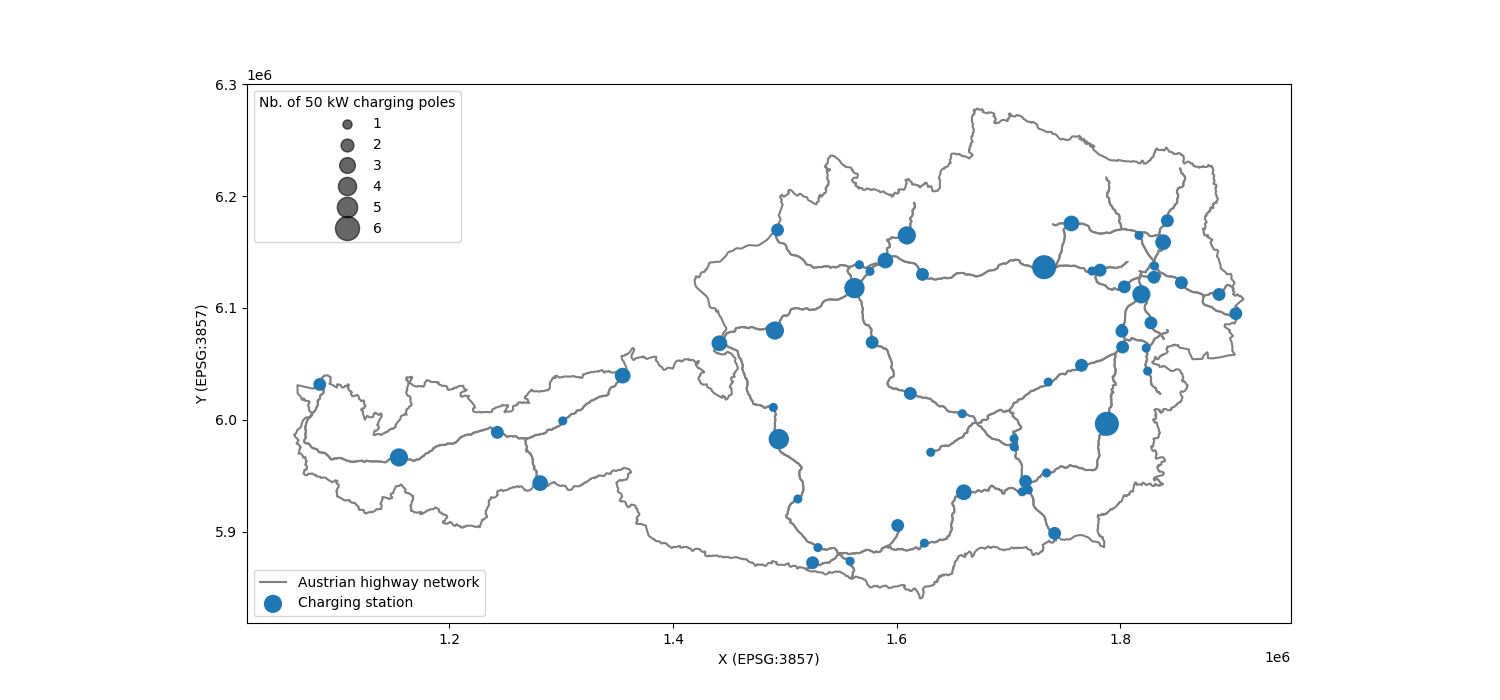 1e6
6.3
6.2
6.1
6.0
5.9
Y (EPSG:3857)
Nb. of 50 kW charging poles
1
2
3
4
5
6
Austrian highway network
Charging station
1.2
1.4
1.6
1.8
1e6
X (EPSG:3857)